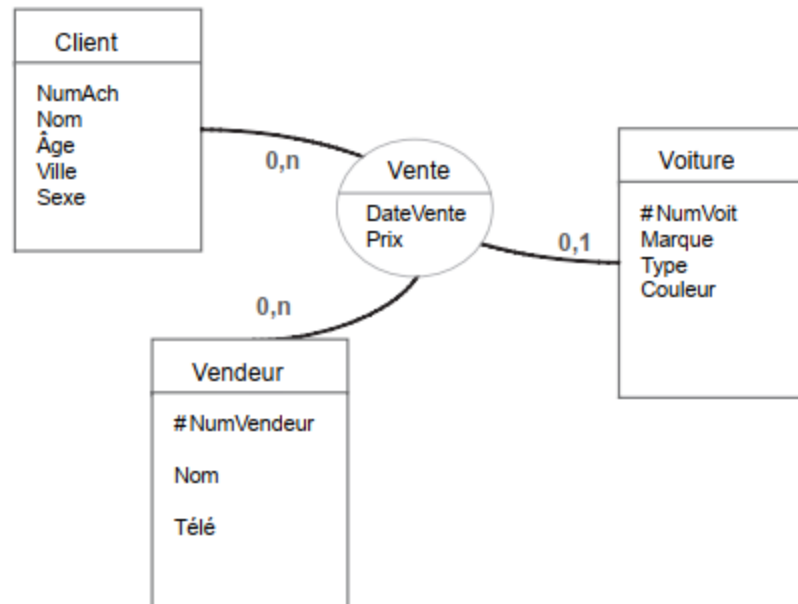 Client
NumAch
Nom
Âge
Ville
Sexe
0,n
Vente
DateVente
Prix
0,1
Voiture
#NumVoit
Marque
Type
Couleur
0,n
Vendeur
#NumVendeur
Nom
Télé